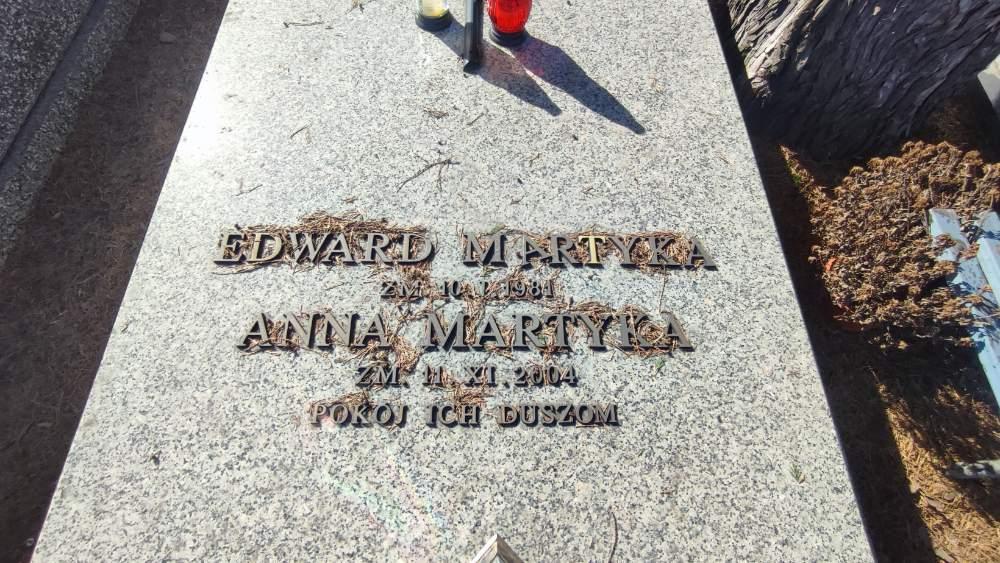 EDWARD MARTYKA
ZM. 10. I. 1981
ANNA MARTYKA
ZM. 11. XI. 2004
POKÓJ ICH DUSZOM